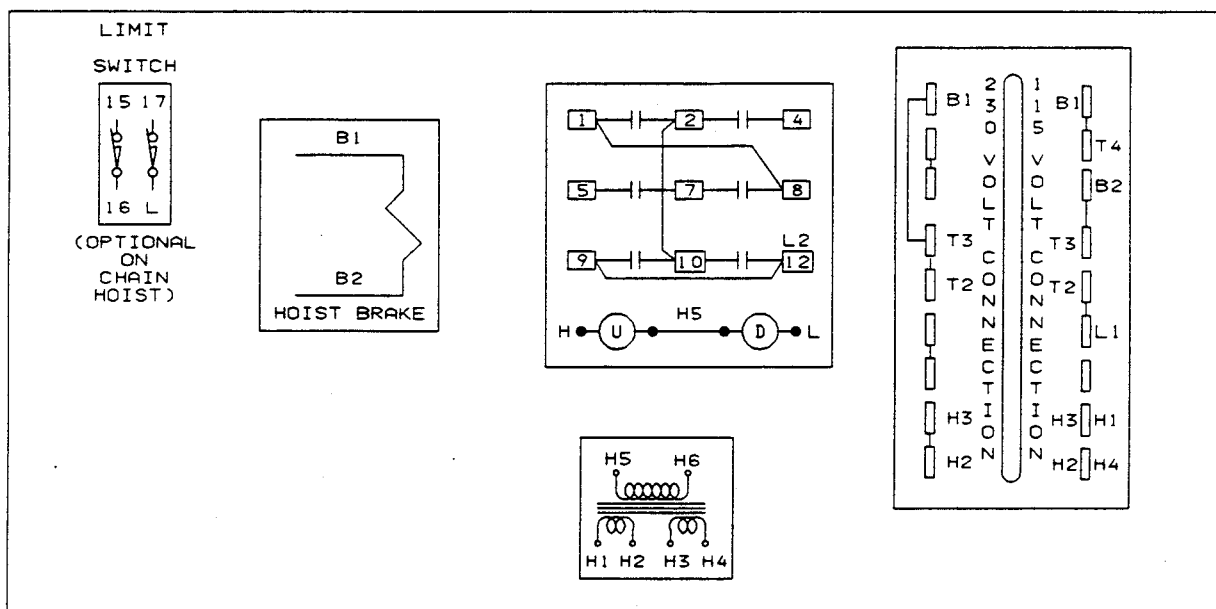 LIMIT
SWITCH
15 17
16 L
(OPTIONAL
ON
CHAIN
HOIST)
B1
B2
HOIST BRAKE
1 2 4
5 7 8
L2
9 10 12
H5
H U D L
H5 H6
H1 H2 H3 H4
B1
T3
T2
H3
H2
230 VOLT CONNECTION
115 VOLT CONNECTION
B1
T4
B2
T3
T2
L1
H3 H1
H2 H4